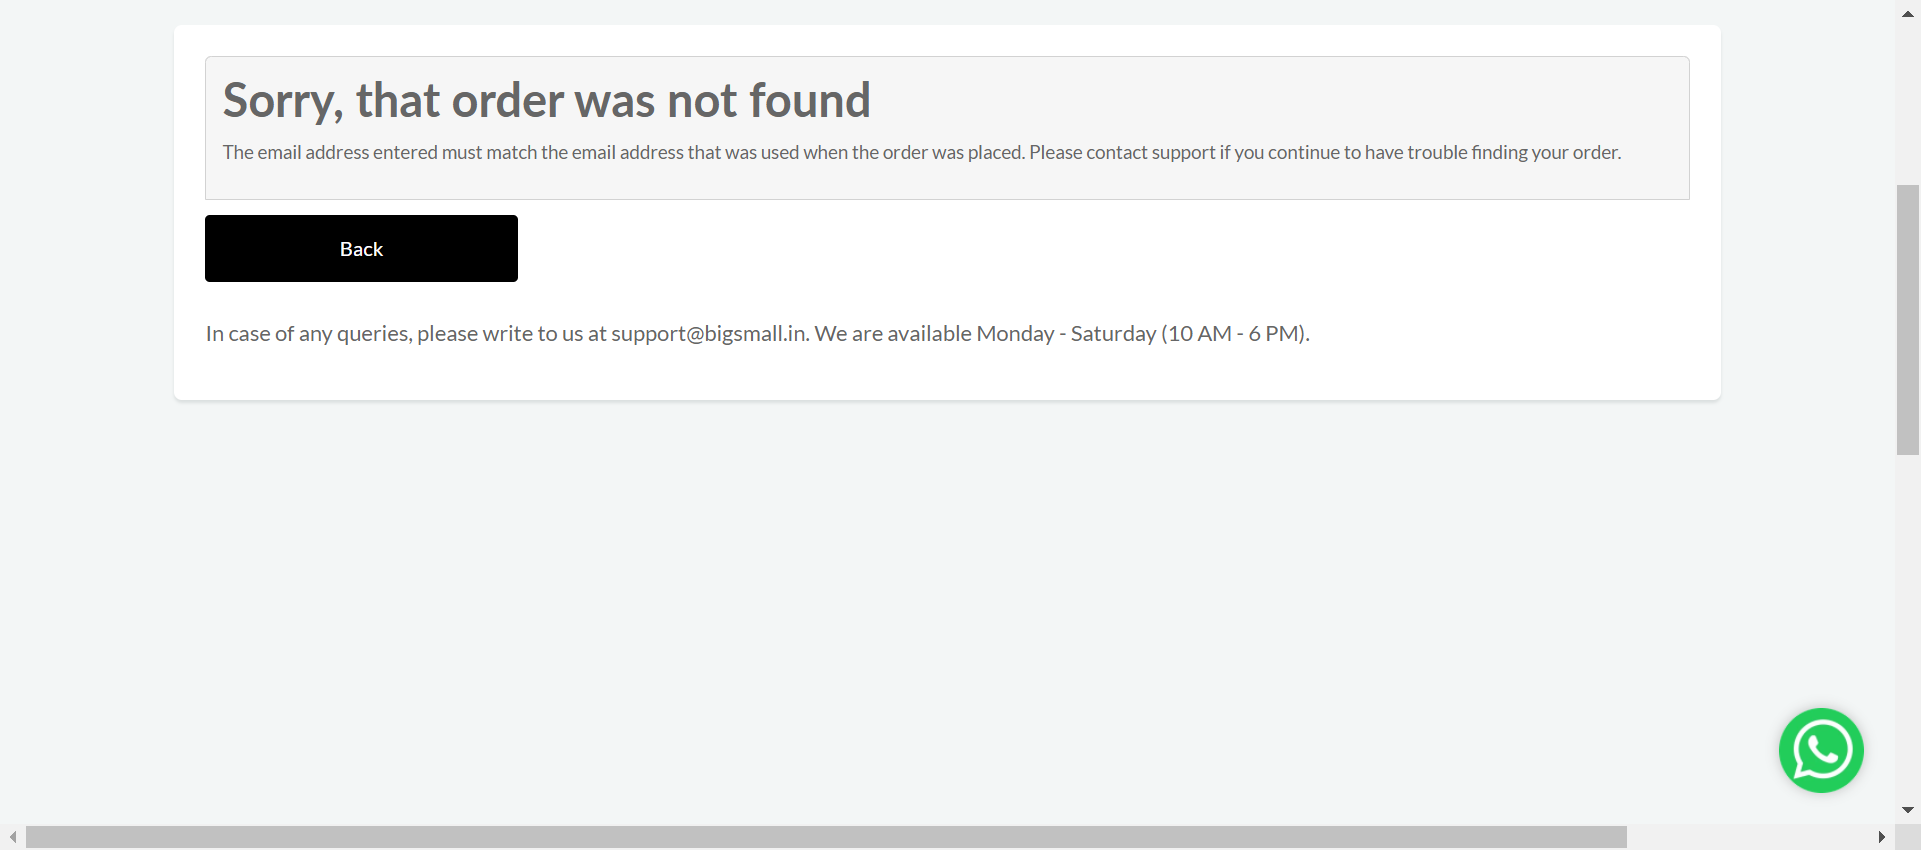 Sorry, that order was not found
The email address entered must match the email address that was used when the order was placed. Please contact support if you continue to have trouble finding your order.
Back
In case of any queries, please write to us at support@bigsmall.in. We are available Monday - Saturday (10 AM - 6 PM).